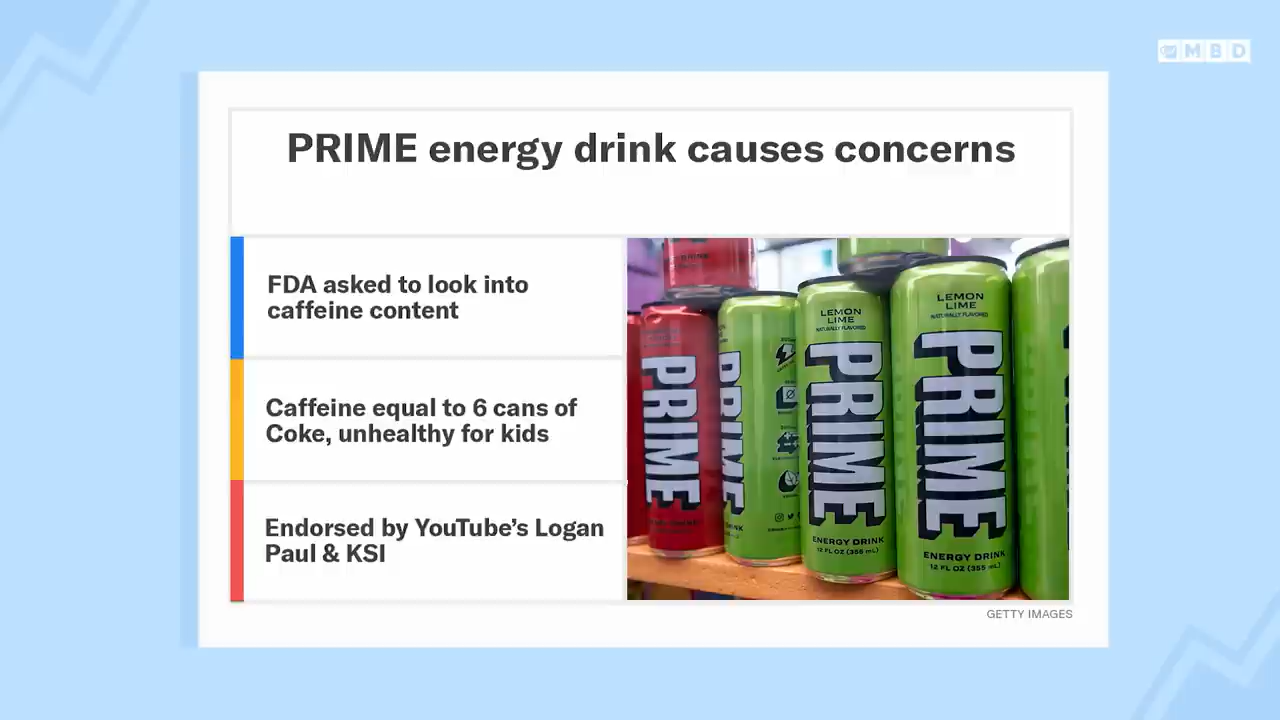 MBD
PRIME energy drink causes concerns
FDA asked to look into
caffeine content
Caffeine equal to 6 cans of
Coke, unhealthy for kids
Endorsed by YouTube's Logan
Paul & KSI
PRIME
PRIME
LEMON
LIME
NATURALLY FLAVORED
PRIME
ENERGY DRINK
12 FL OZ (355 mL)
LEMON
LIME
NATURALLY FLAVORED
PRIME
ENERGY DRINK
12 FL OZ (355 mL)
GETTY IMAGES